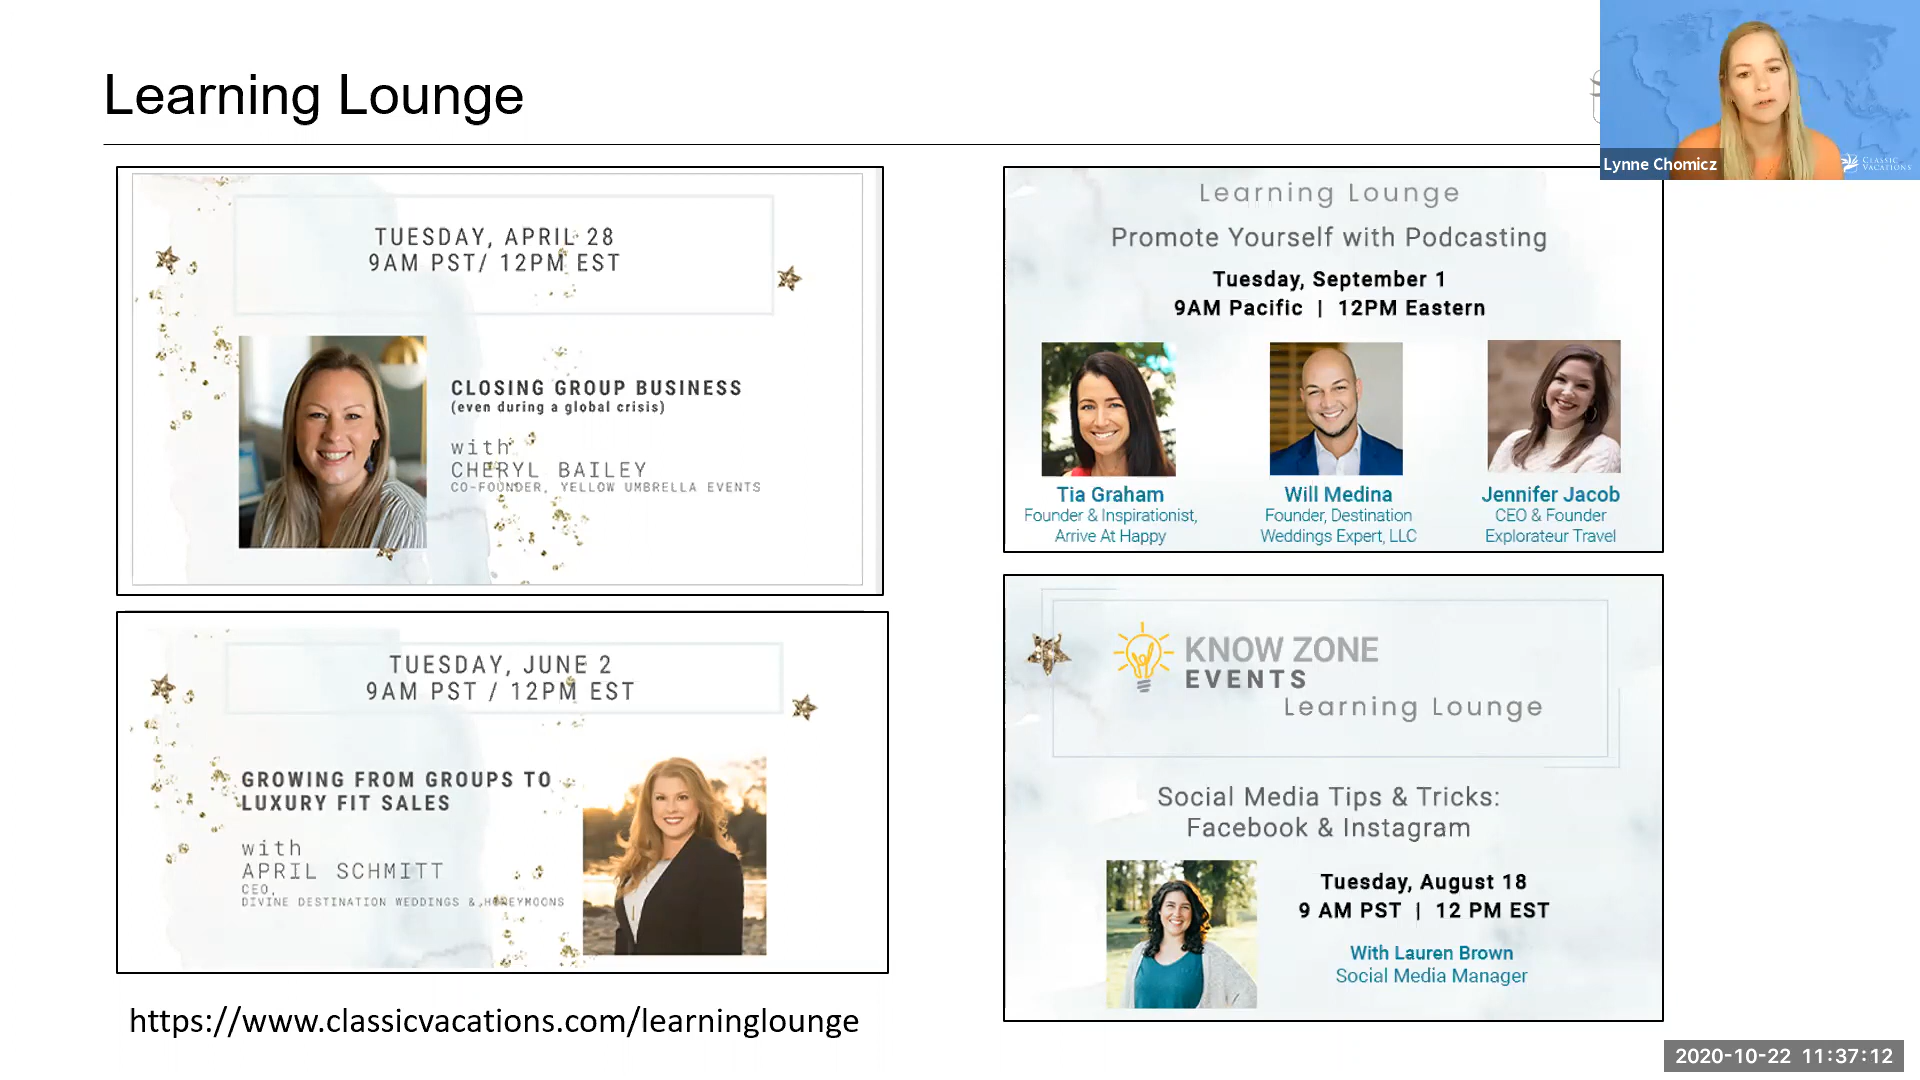 Learning Lounge
TUESDAY, APRIL 28
9AM PST/ 12PM EST
CLOSING GROUP BUSINESS
(even during a global crisis)
with
CHERYL BAILEY
CO-FOUNDER, YELLOW UMBRELLA EVENTS
TUESDAY, JUNE 2
9AM PST / 12PM EST
GROWING FROM GROUPS TO
LUXURY FIT SALES
with
APRIL SCHMITT
CEO,
DIVINE DESTINATION WEDDINGS & HONEYMOONS
https://www.classicvacations.com/learninglounge
Learning Lounge
Promote Yourself with Podcasting
Tuesday, September 1
9AM Pacific | 12PM Eastern
Tia Graham
Founder & Inspirationist,
Arrive At Happy
Will Medina
Founder, Destination
Weddings Expert, LLC
Jennifer Jacob
CEO & Founder
Explorateur Travel
KNOW ZONE
EVENTS
Learning Lounge
Social Media Tips & Tricks:
Facebook & Instagram
Tuesday, August 18
9 AM PST | 12 PM EST
With Lauren Brown
Social Media Manager
Lynne Chomicz
CLASSIC
VACATIONS
2020-10-22 11:37:12